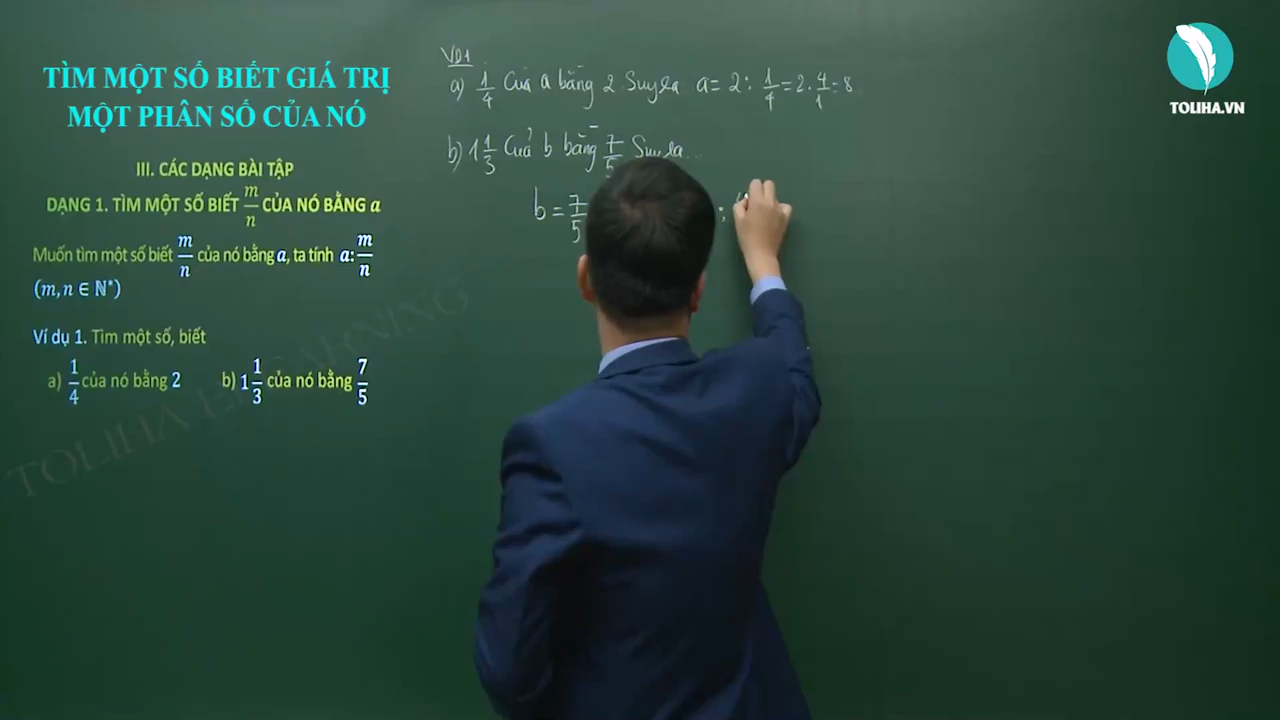 TÌM MỘT SỐ BIẾT GIÁ TRỊ
MỘT PHÂN SỐ CỦA NÓ
III. CÁC DẠNG BÀI TẬP
DẠNG 1. TÌM MỘT SỐ BIẾT m/n CỦA NÓ BẰNG a
Muốn tìm một số biết m/n của nó bằng a, ta tính a: m/n
(m, n ∈ ℕ*)
Ví dụ 1. Tìm một số, biết
a) 1/4 của nó bằng 2 b) 1 1/3 của nó bằng 7/5
VD1
a) 1/4 của a bằng 2 Suy ra a = 2 : 1/4 = 2 . 4/1 = 8
b) 1 1/3 Của b bằng 7/5 Suy ra...
b = 7/5 :
TOLIHA.VN
TOLIHA E-LEARNING